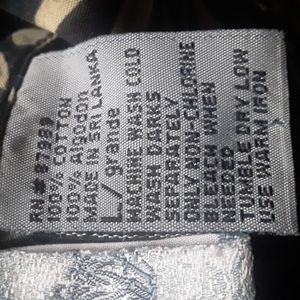 RN# 87989
100% COTTON
100% Algodon
MADE IN SRI LANKA
L/grande
MACHINE WASH COLD
WASH DARKS
SEPARATELY
ONLY NON-CHLORINE
BLEACH WHEN
NEEDED
TUMBLE DRY LOW
USE WARM IRON